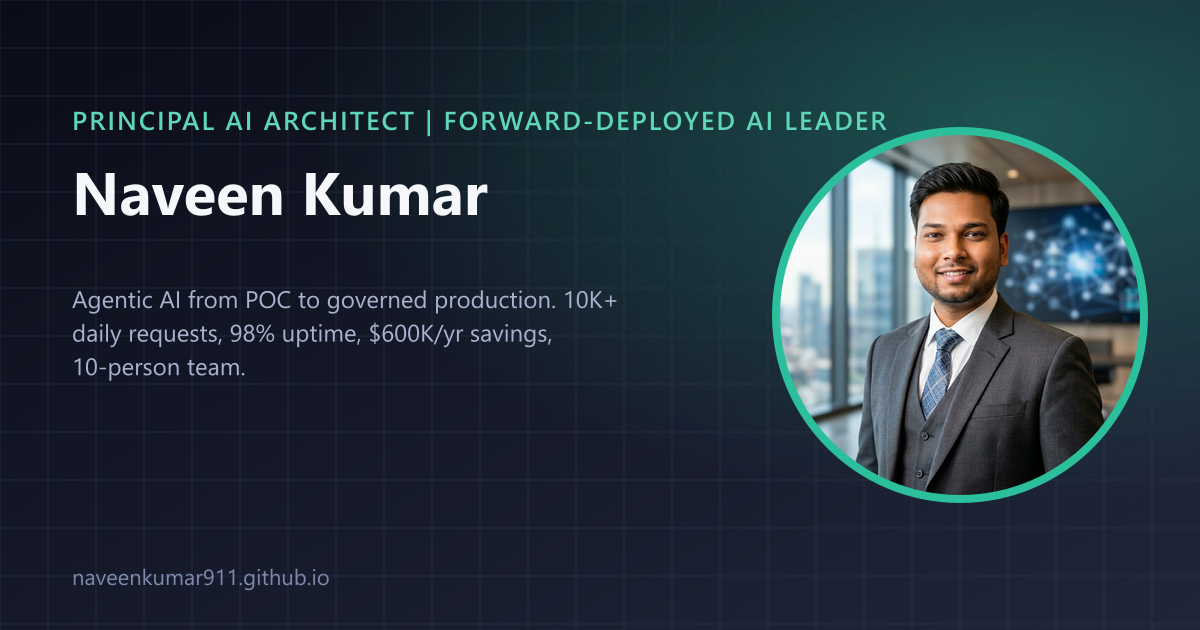 PRINCIPAL AI ARCHITECT | FORWARD-DEPLOYED AI LEADER
Naveen Kumar
Agentic AI from POC to governed production. 10K+
daily requests, 98% uptime, $600K/yr savings,
10-person team.
naveenkumar911.github.io